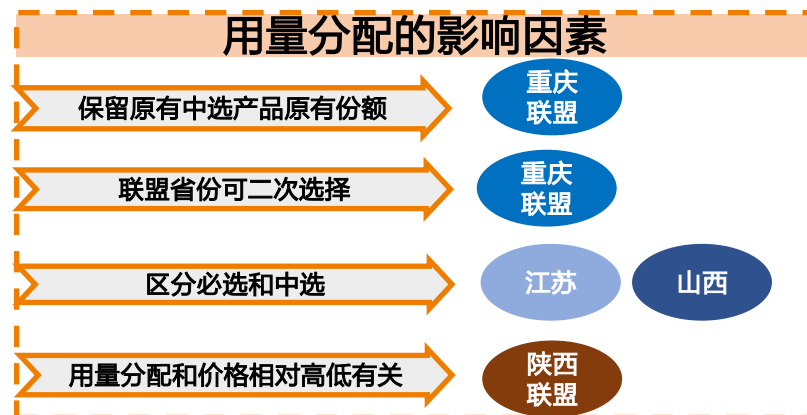 用量分配的影响因素
保留原有中选产品原有份额
重庆
联盟
联盟省份可二次选择
重庆
联盟
区分必选和中选
江苏
山西
用量分配和价格相对高低有关
陕西
联盟